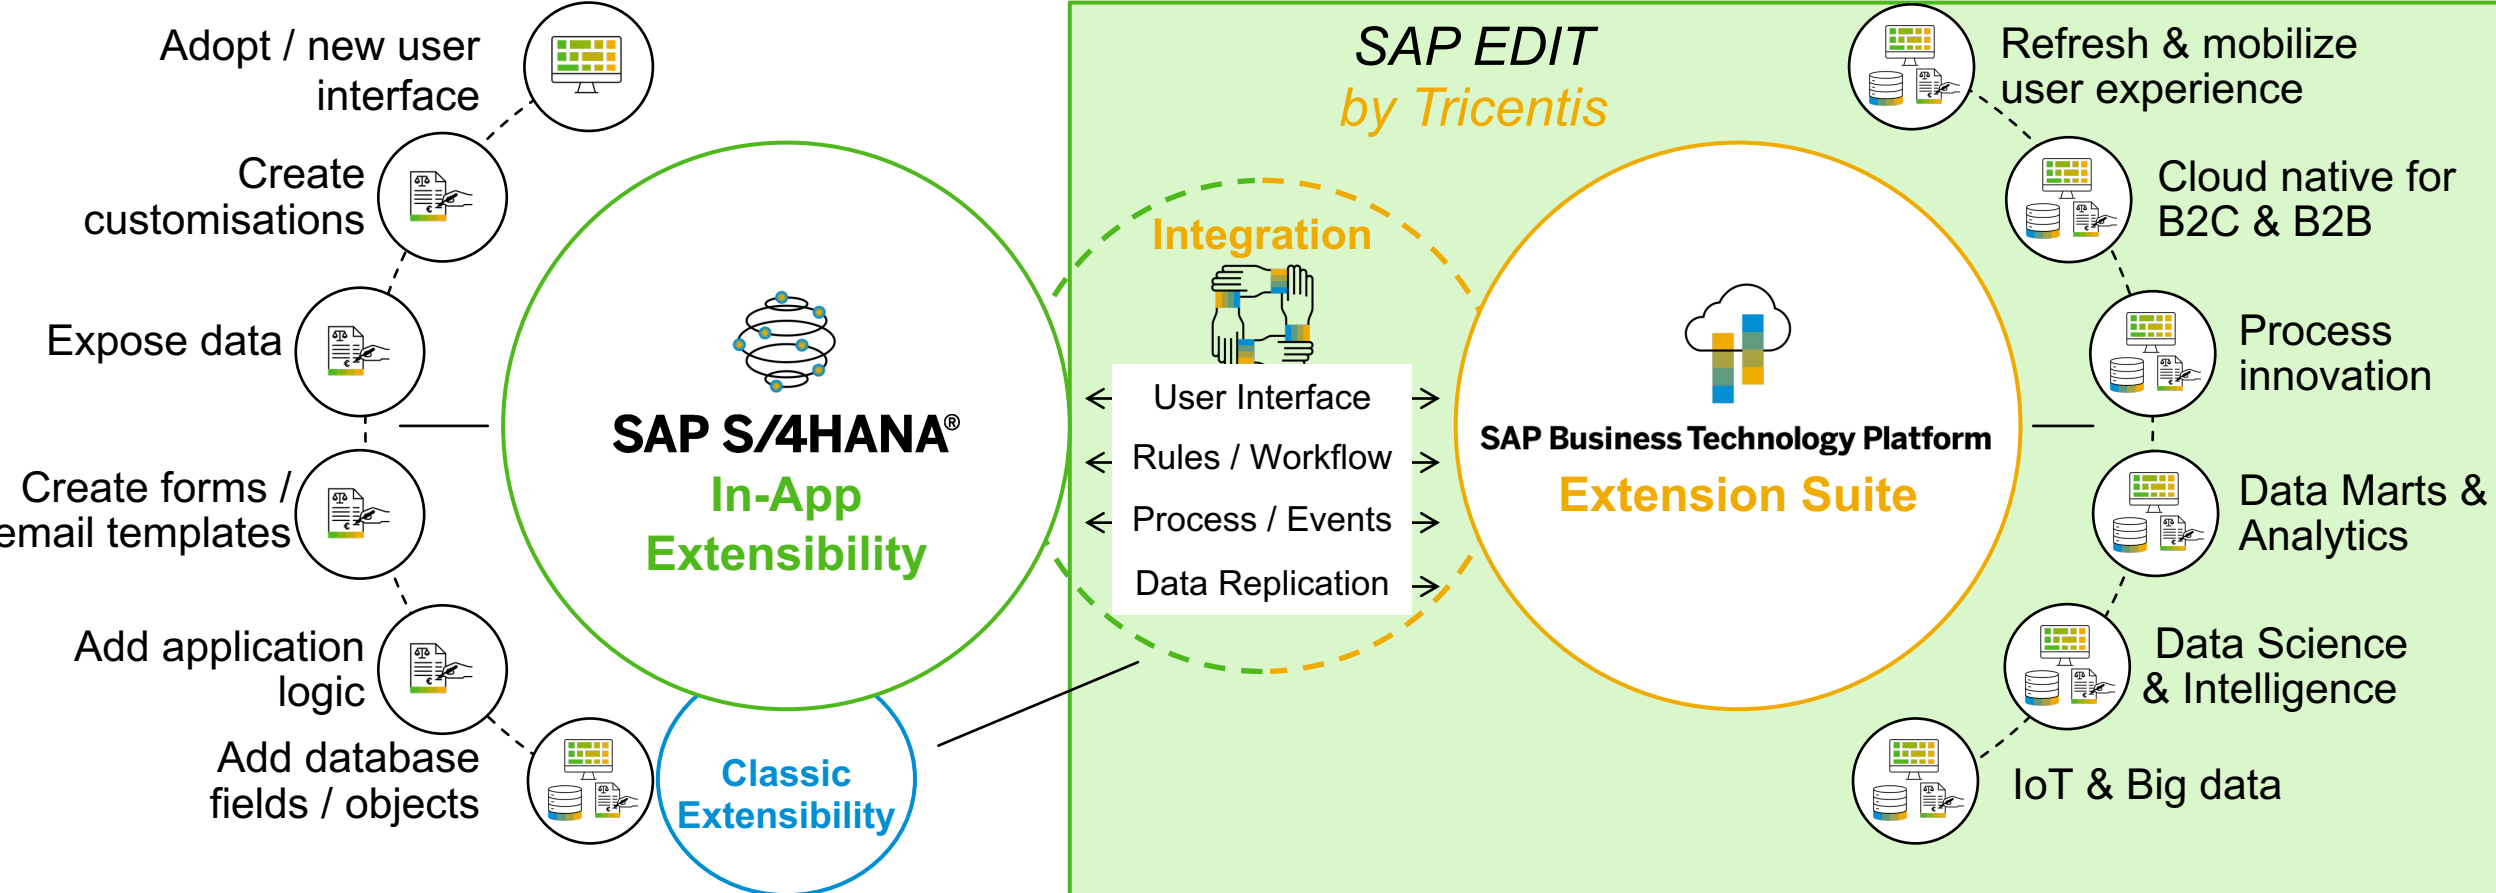 Adopt / new user
interface
Create
customisations
Expose data
Create forms /
email templates
Add application
logic
Add database
fields / objects
SAP S/4HANA®
In-App
Extensibility
Classic
Extensibility
SAP EDIT
by Tricentis
Integration
User Interface
Rules / Workflow
Process / Events
Data Replication
SAP Business Technology Platform
Extension Suite
Refresh & mobilize
user experience
Cloud native for
B2C & B2B
Process
innovation
Data Marts &
Analytics
Data Science
& Intelligence
IoT & Big data